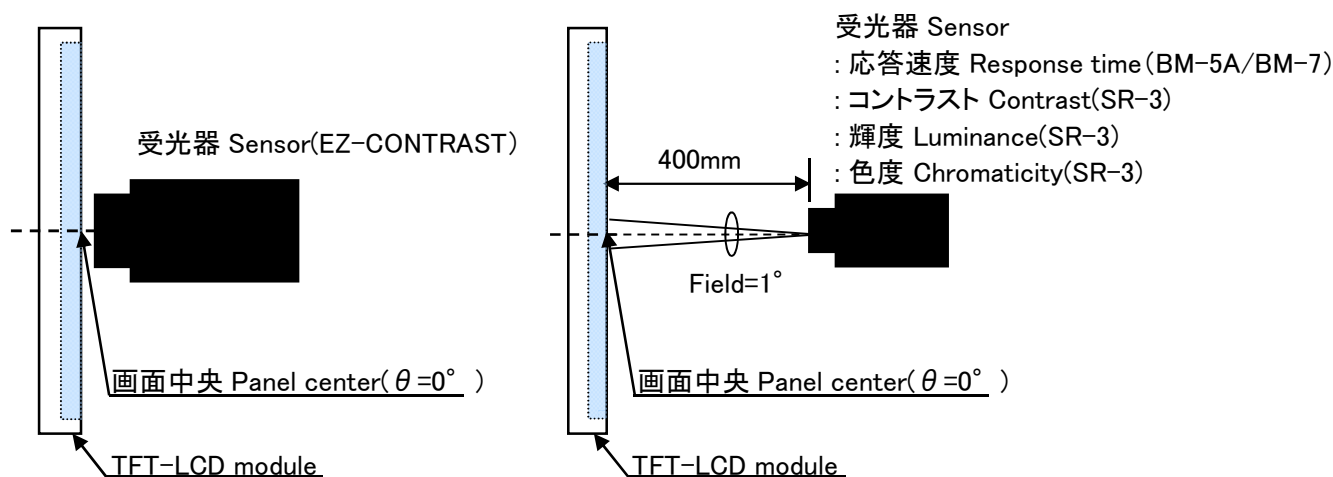 受光器 Sensor(EZ-CONTRAST)
画面中央 Panel center(θ=0° )
TFT-LCD module
受光器 Sensor
: 応答速度 Response time(BM-5A/BM-7)
: コントラスト Contrast(SR-3)
: 輝度 Luminance(SR-3)
: 色度 Chromaticity(SR-3)
400mm
Field=1°
画面中央 Panel center(θ=0° )
TFT-LCD module